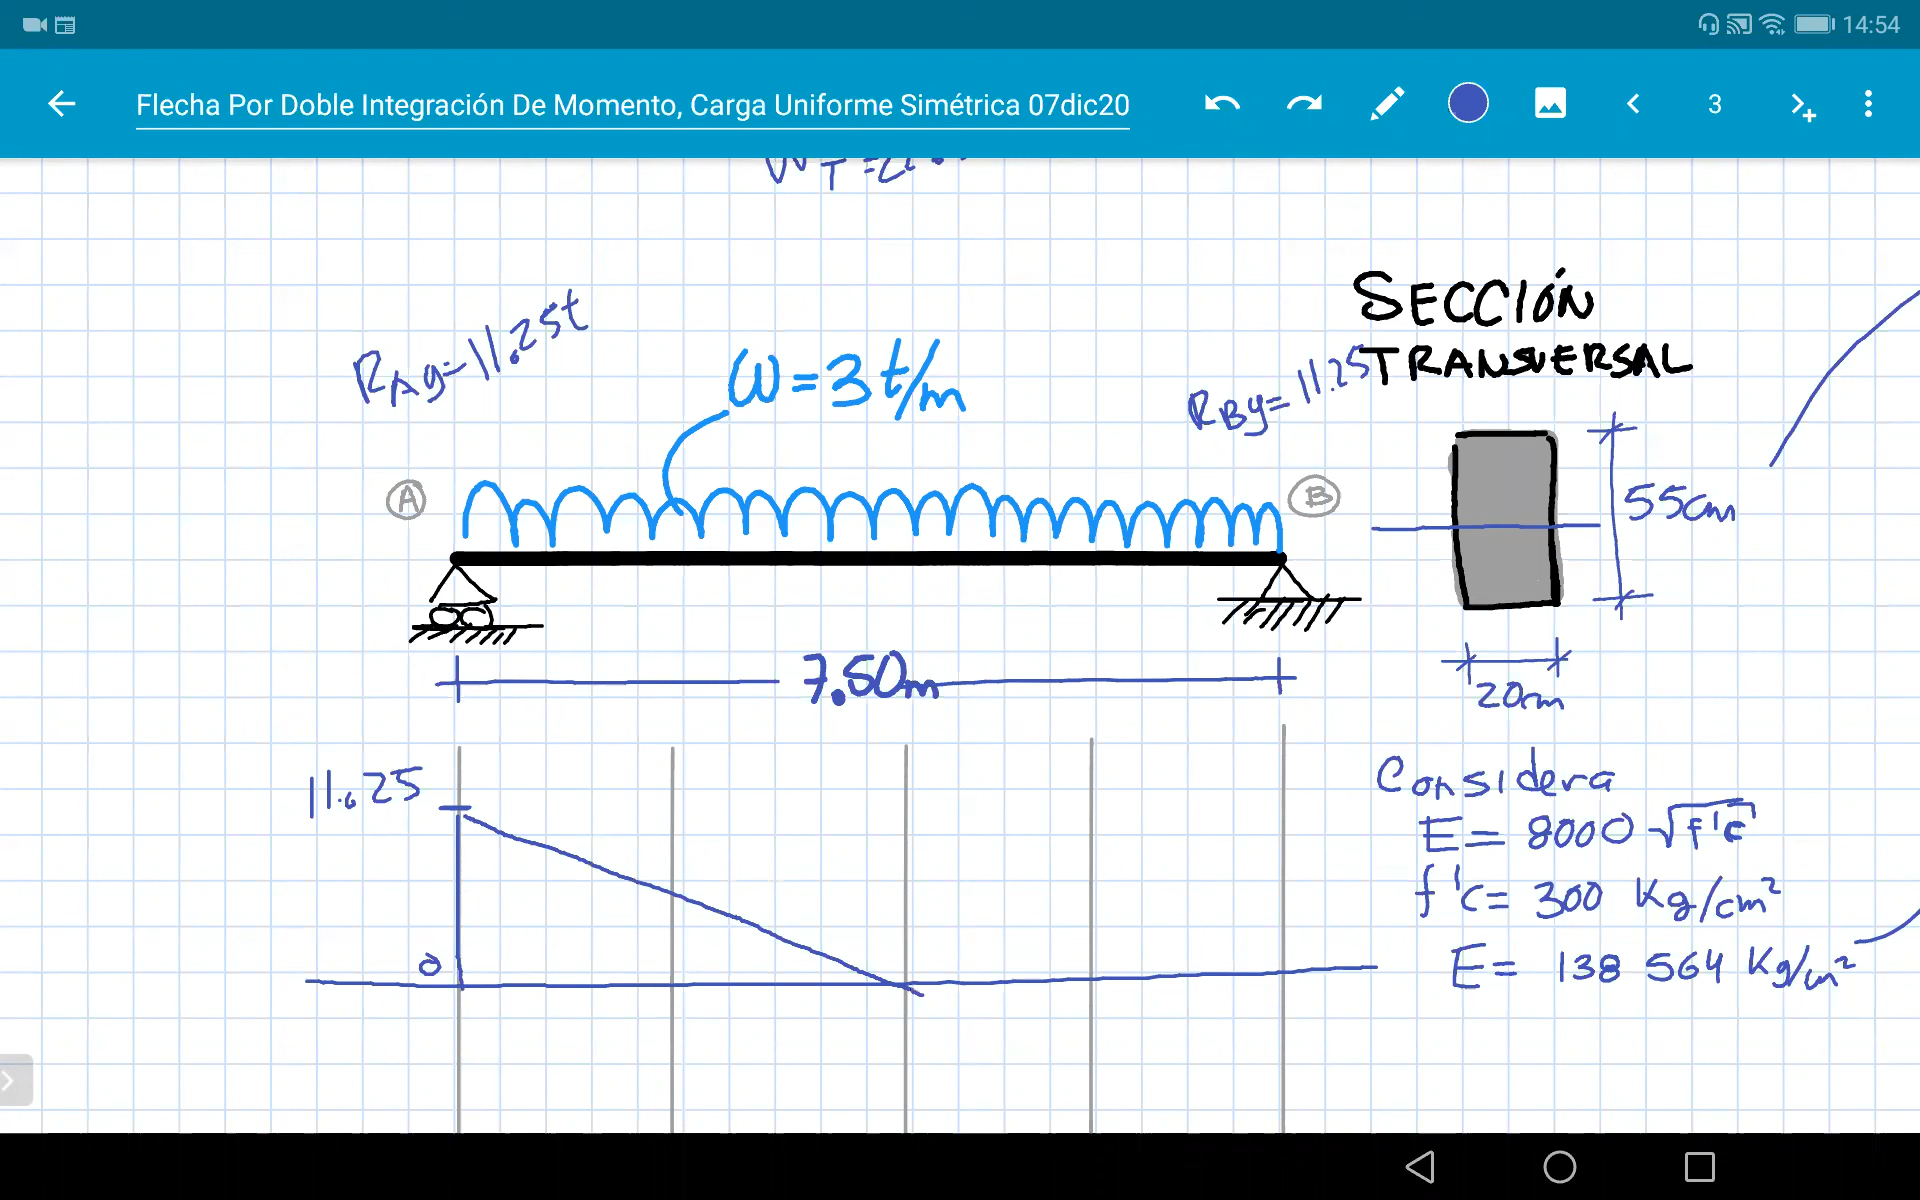 14:54
Flecha Por Doble Integración De Momento, Carga Uniforme Simétrica 07dic20
3
SECCIÓN
TRANSVERSAL
RAy=11.25t
W=3t/m
RBy=11.25
A
B
55cm
7.50m
20cm
11.25
0
Considera
E= 8000 √f'c
f'c= 300 Kg/cm²
E= 138 564 Kg/cm²